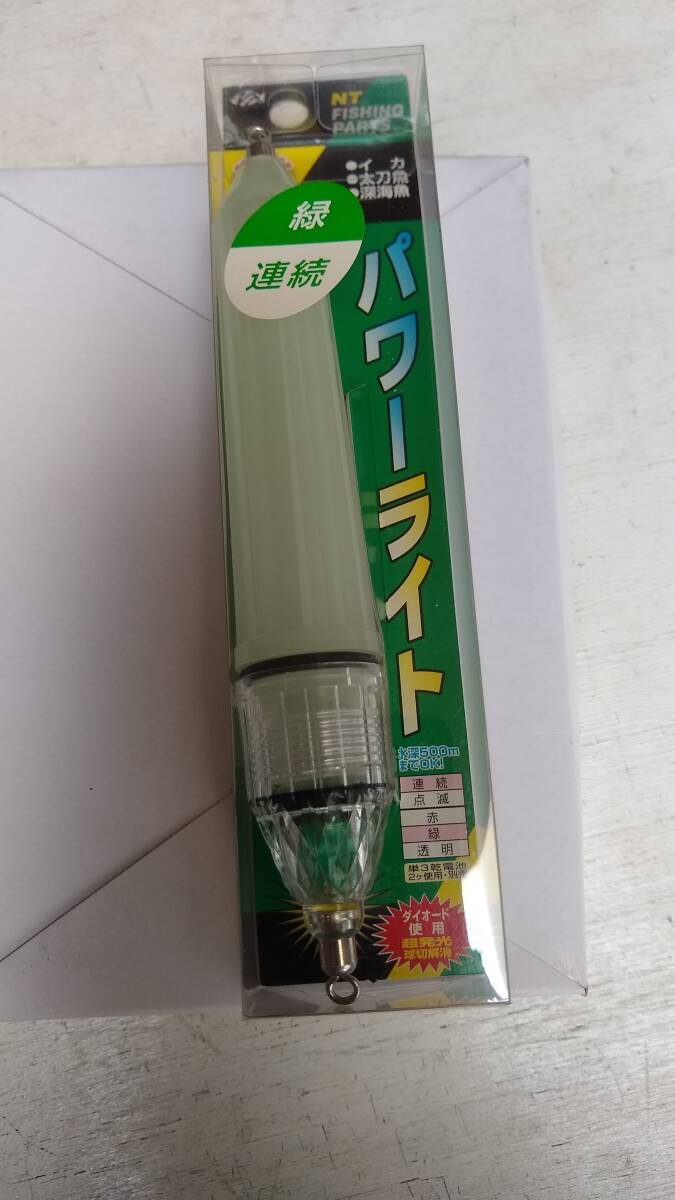 NT
FISHING
PARTS
●イカ
●太刀魚
●深海魚
緑
連続
パワーライト
水深500m
までOK!
連続
点滅
赤
緑
透明
単3乾電池
2ヶ使用・別売
ダイオード
使用
超発光
球切解消